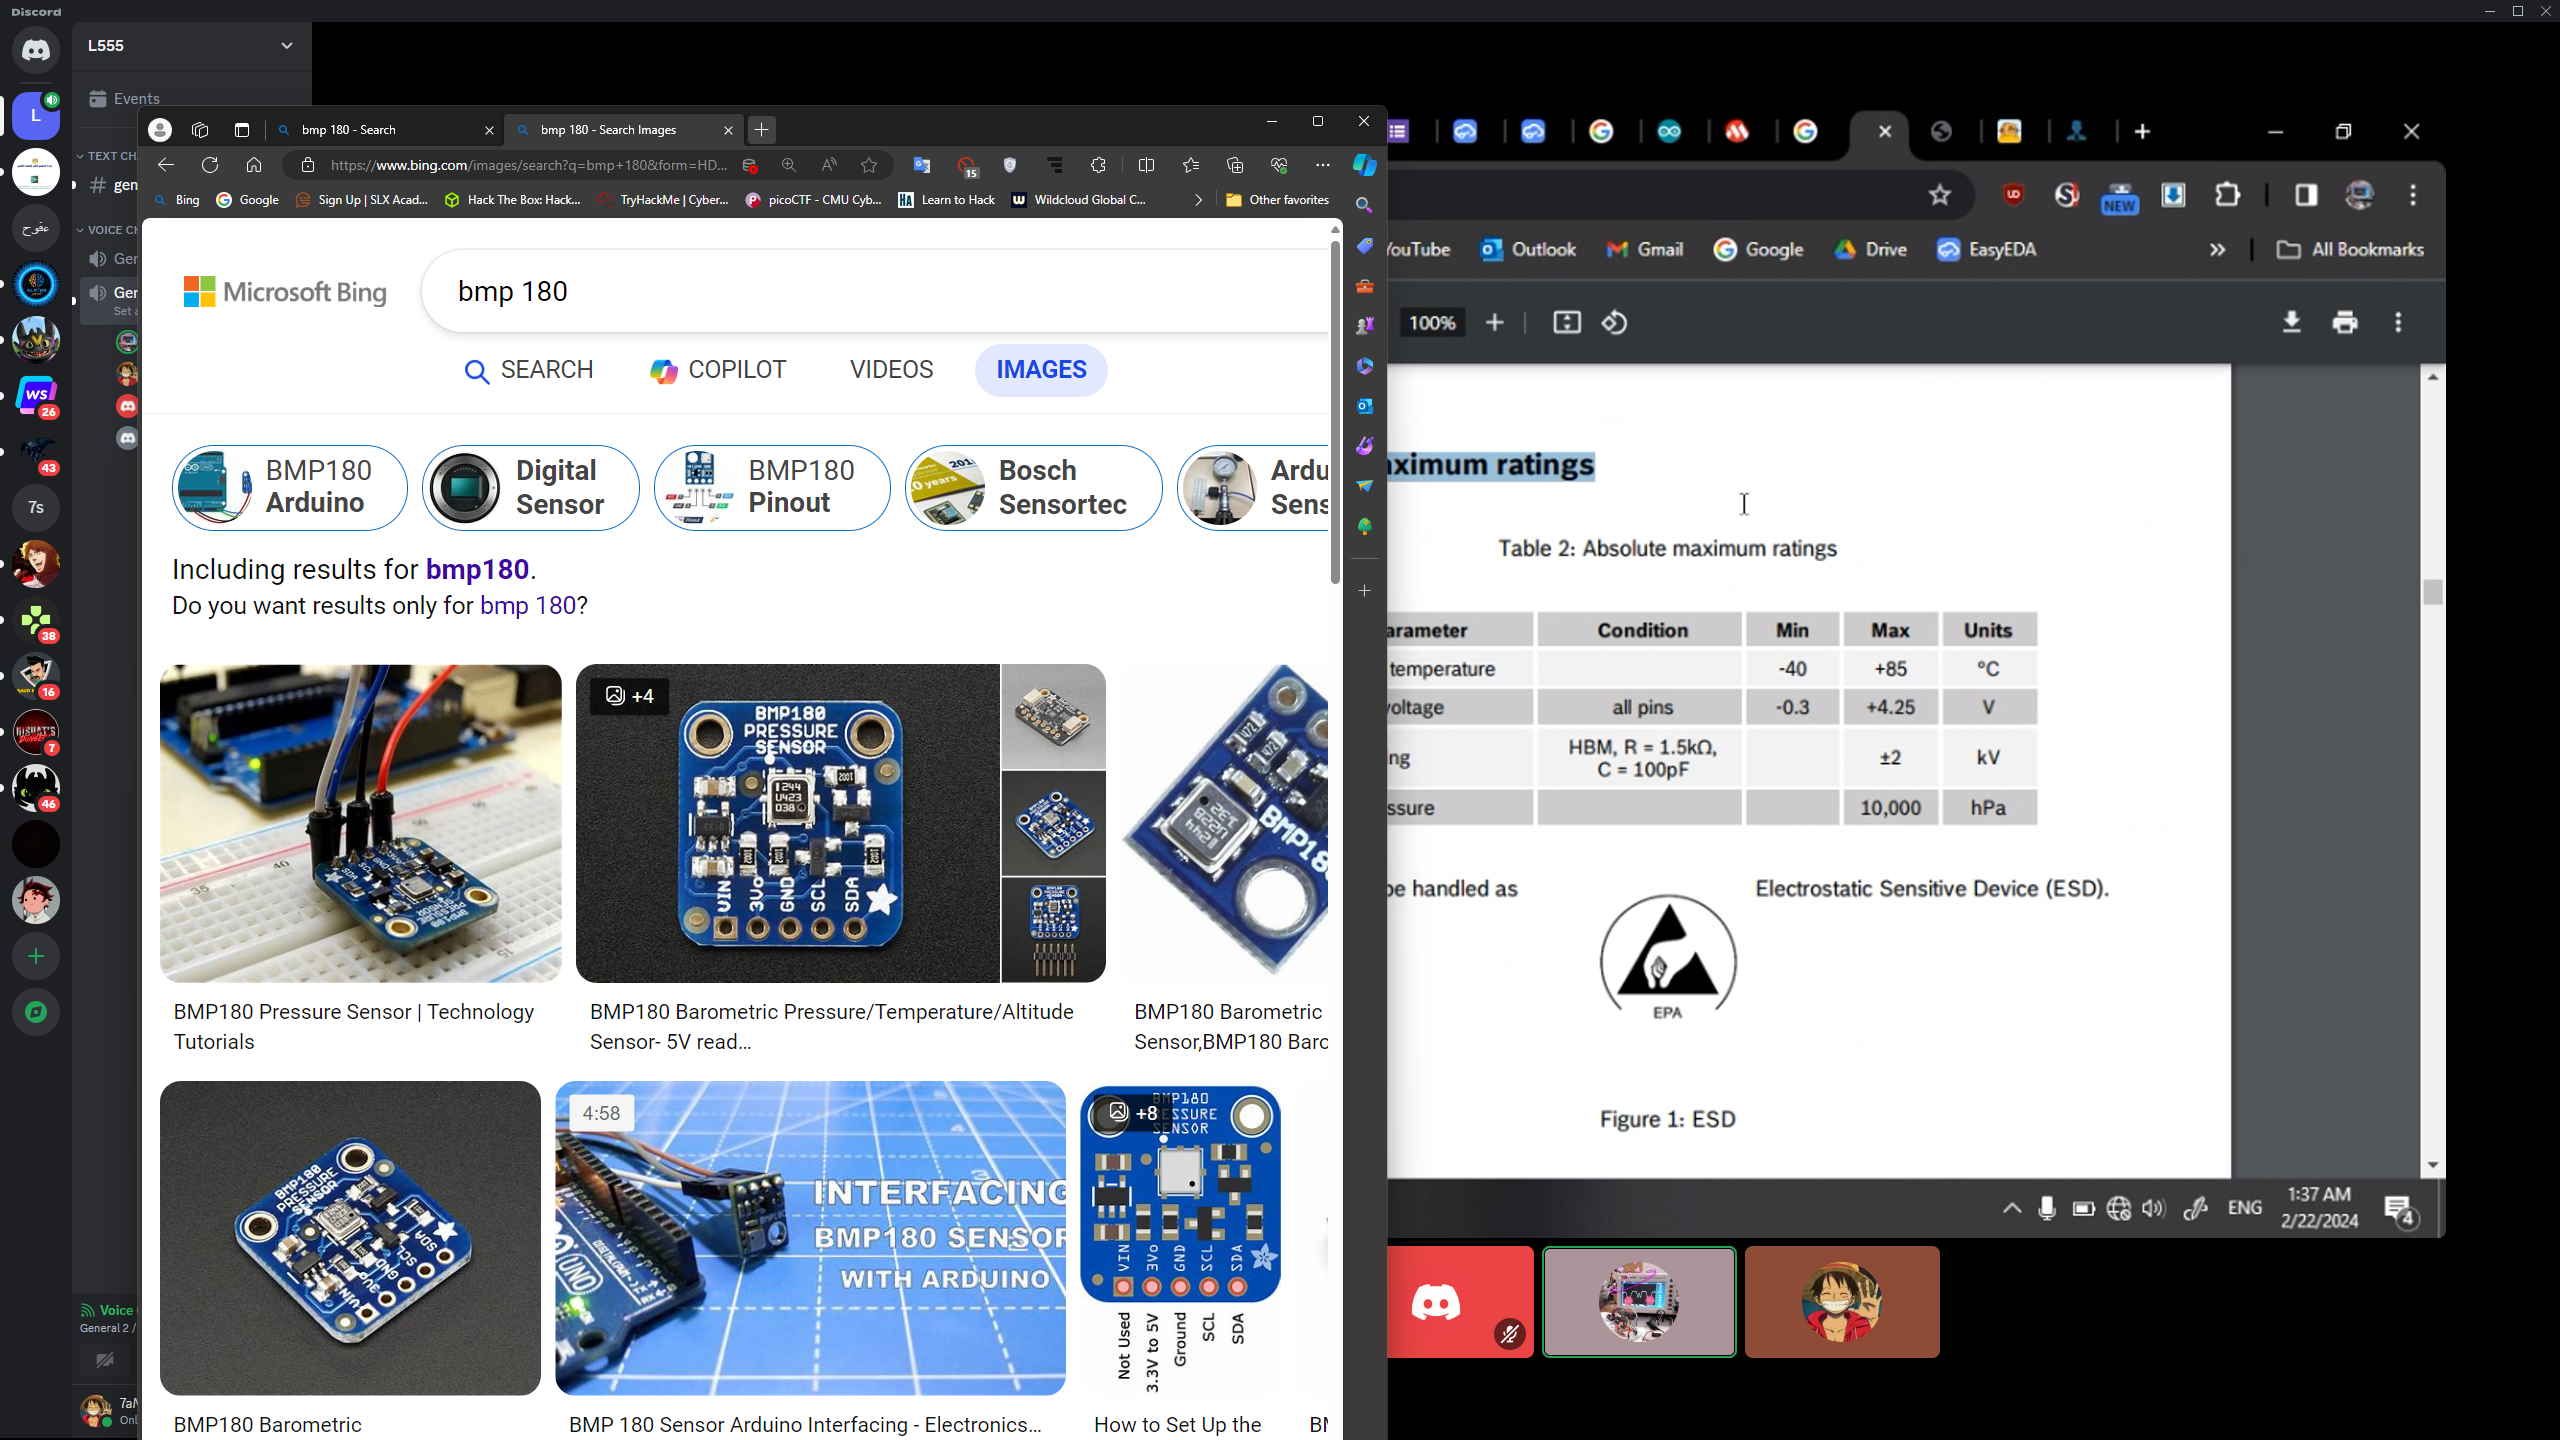 Discord
L555
Events
L
TEXT CH
gen
VOICE CH
Ger
Ger
Set a
26
43
7s
38
16
7
46
Voice
General 2 /
7aM
Onl
bmp 180 - Search
bmp 180 - Search Images
https://www.bing.com/images/search?q=bmp+180&form=HD...
15
Bing
Google
Sign Up | SLX Acad...
Hack The Box: Hack...
TryHackMe | Cyber...
picoCTF - CMU Cyb...
Learn to Hack
Wildcloud Global C...
Other favorites
Microsoft Bing
bmp 180
SEARCH
COPILOT
VIDEOS
IMAGES
BMP180
Arduino
Digital
Sensor
BMP180
Pinout
Bosch
Sensortec
Ardu
Sens
Including results for bmp180.
Do you want results only for bmp 180?
+4
BMP180
PRESSURE
SENSOR
VIN
3Vo
GND
SCL
SDA
BMP180 Pressure Sensor | Technology
Tutorials
BMP180 Barometric Pressure/Temperature/Altitude
Sensor- 5V read...
BMP180 Barometric
Sensor,BMP180 Baro
4:58
INTERFACING
BMP180 SENSOR
WITH ARDUINO
+8
VIN
3Vo
GND
SCL
SDA
Not Used
3.3V to 5V
Ground
SCL
SDA
BMP180 Barometric
BMP 180 Sensor Arduino Interfacing - Electronics...
How to Set Up the
NEW
YouTube
Outlook
Gmail
Google
Drive
EasyEDA
All Bookmarks
100%
aximum ratings
Table 2: Absolute maximum ratings
arameter Condition Min Max Units
temperature -40 +85 °C
voltage all pins -0.3 +4.25 V
ng HBM, R = 1.5kΩ, C = 100pF ±2 kV
ssure 10,000 hPa
be handled as
Electrostatic Sensitive Device (ESD).
EPA
Figure 1: ESD
ENG
1:37 AM
2/22/2024
4